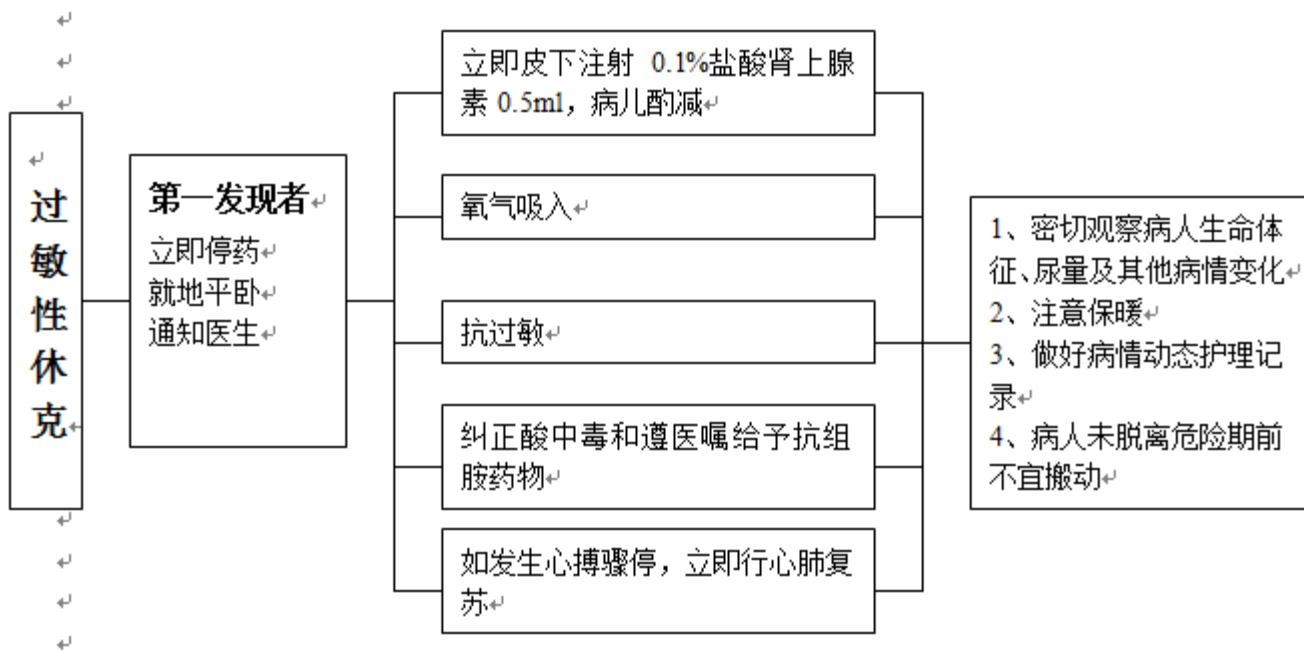 过
敏
性
休
克
第一发现者
立即停药
就地平卧
通知医生
立即皮下注射 0.1%盐酸肾上腺
素 0.5ml，病儿酌减
氧气吸入
抗过敏
纠正酸中毒和遵医嘱给予抗组
胺药物
如发生心搏骤停，立即行心肺复
苏
1、密切观察病人生命体
征、尿量及其他病情变化
2、注意保暖
3、做好病情动态护理记
录
4、病人未脱离危险期前
不宜搬动